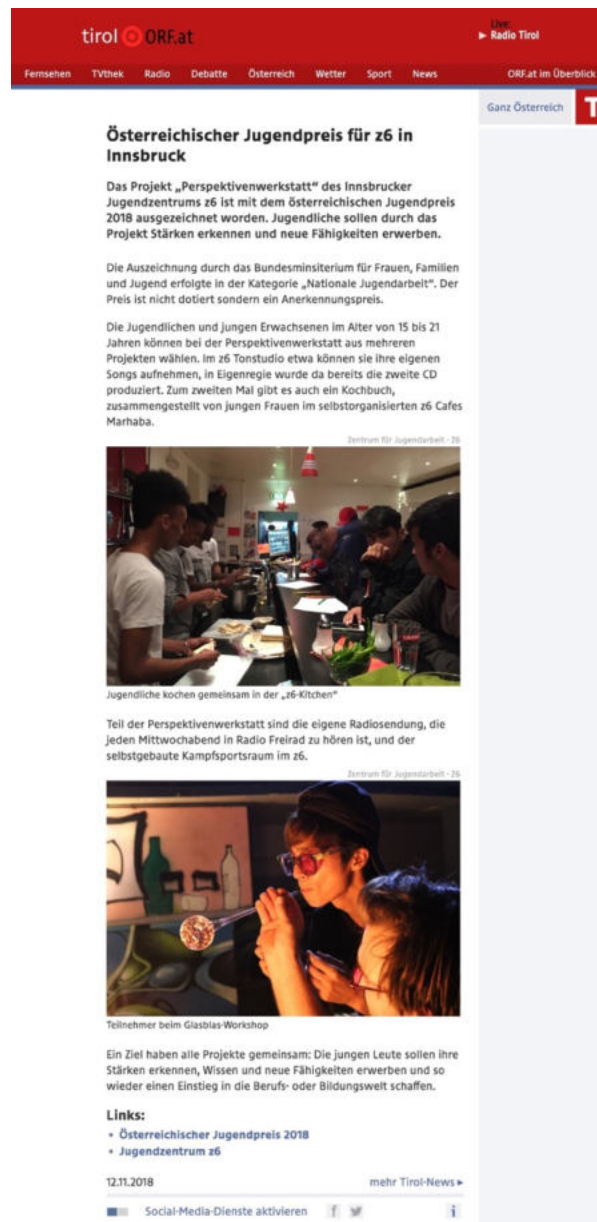 tirol ORF.at
Live:
Radio Tirol
Fernsehen TVthek Radio Debatte Österreich Wetter Sport News ORF.at im Überblick
Ganz Österreich T
Österreichischer Jugendpreis für z6 in
Innsbruck
Das Projekt „Perspektivenwerkstatt“ des Innsbrucker
Jugendzentrums z6 ist mit dem österreichischen Jugendpreis
2018 ausgezeichnet worden. Jugendliche sollen durch das
Projekt Stärken erkennen und neue Fähigkeiten erwerben.
Die Auszeichnung durch das Bundesminsiterium für Frauen, Familien
und Jugend erfolgte in der Kategorie „Nationale Jugendarbeit“. Der
Preis ist nicht dotiert sondern ein Anerkennungspreis.
Die Jugendlichen und jungen Erwachsenen im Alter von 15 bis 21
Jahren können bei der Perspektivenwerkstatt aus mehreren
Projekten wählen. Im z6 Tonstudio etwa können sie ihre eigenen
Songs aufnehmen, in Eigenregie wurde da bereits die zweite CD
produziert. Zum zweiten Mal gibt es auch ein Kochbuch,
zusammengestellt von jungen Frauen im selbstorganisierten z6 Cafes
Marhaba.
Zentrum für Jugendarbeit - z6
Jugendliche kochen gemeinsam in der „z6-Kitchen“
Teil der Perspektivenwerkstatt sind die eigene Radiosendung, die
jeden Mittwochabend in Radio Freirad zu hören ist, und der
selbstgebaute Kampfsportsraum im z6.
Zentrum für Jugendarbeit - z6
Teilnehmer beim Glasblas-Workshop
Ein Ziel haben alle Projekte gemeinsam: Die jungen Leute sollen ihre
Stärken erkennen, Wissen und neue Fähigkeiten erwerben und so
wieder einen Einstieg in die Berufs- oder Bildungswelt schaffen.
Links:
• Österreichischer Jugendpreis 2018
• Jugendzentrum z6
12.11.2018 mehr Tirol-News ►
Social-Media-Dienste aktivieren f i